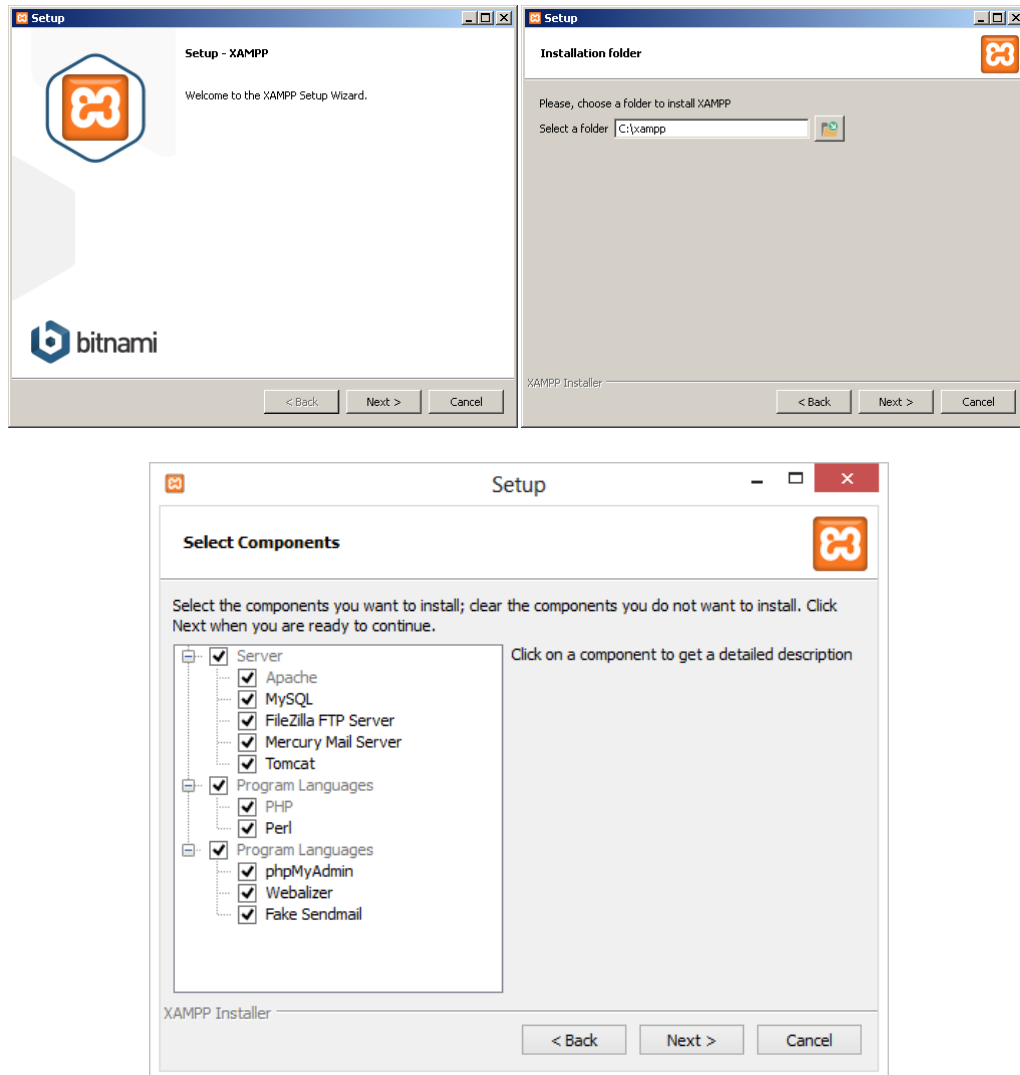 Setup
Setup - XAMPP
Welcome to the XAMPP Setup Wizard.
bitnami
< Back Next > Cancel
Setup
Installation folder
Please, choose a folder to install XAMPP
Select a folder C:\xampp
XAMPP Installer
< Back Next > Cancel
Setup
Select Components
Select the components you want to install; clear the components you do not want to install. Click
Next when you are ready to continue.
Click on a component to get a detailed description
Server
Apache
MySQL
FileZilla FTP Server
Mercury Mail Server
Tomcat
Program Languages
PHP
Perl
Program Languages
phpMyAdmin
Webalizer
Fake Sendmail
XAMPP Installer
< Back Next > Cancel